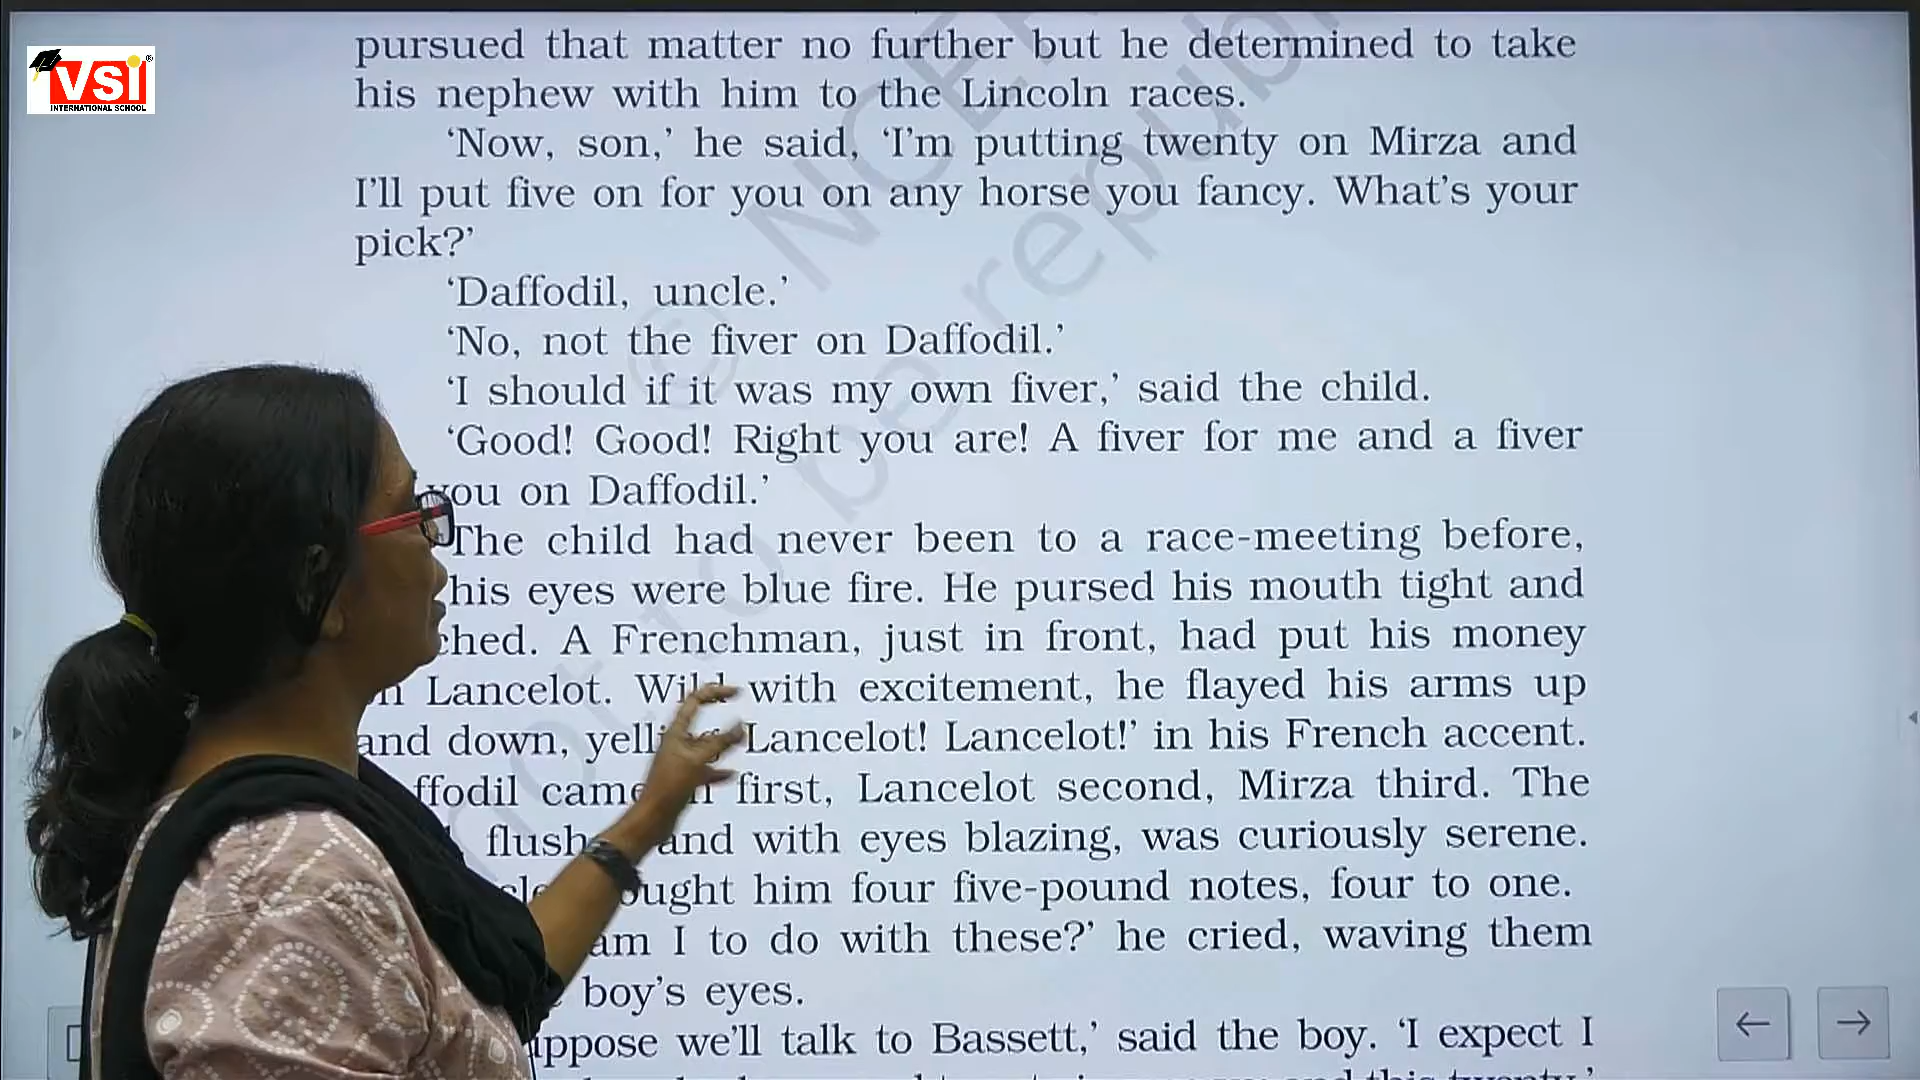 VSI
INTERNATIONAL SCHOOL
pursued that matter no further but he determined to take
his nephew with him to the Lincoln races.
‘Now, son,’ he said, ‘I’m putting twenty on Mirza and
I’ll put five on for you on any horse you fancy. What’s your
pick?’
‘Daffodil, uncle.’
‘No, not the fiver on Daffodil.’
‘I should if it was my own fiver,’ said the child.
‘Good! Good! Right you are! A fiver for me and a fiver
you on Daffodil.’
The child had never been to a race-meeting before,
his eyes were blue fire. He pursed his mouth tight and
A Frenchman, just in front, had put his money
Lancelot. Wild with excitement, he flayed his arms up
and down, Lancelot! Lancelot!’ in his French accent.
first, Lancelot second, Mirza third. The
and with eyes blazing, was curiously serene.
him four five-pound notes, four to one.
am I to do with these?’ he cried, waving them
boy’s eyes.
we’ll talk to Bassett,’ said the boy. ‘I expect I